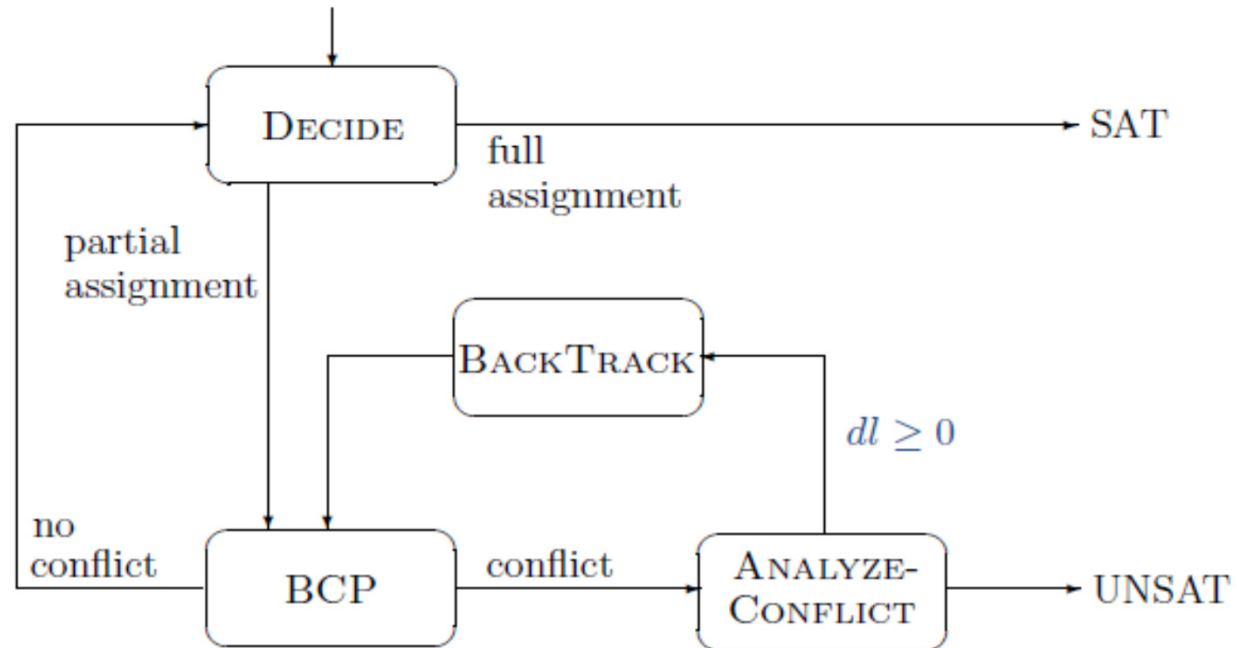 DECIDE
SAT
full
assignment
partial
assignment
BACKTRACK
dl ≥ 0
no
conflict
BCP
conflict
ANALYZE-
CONFLICT
UNSAT